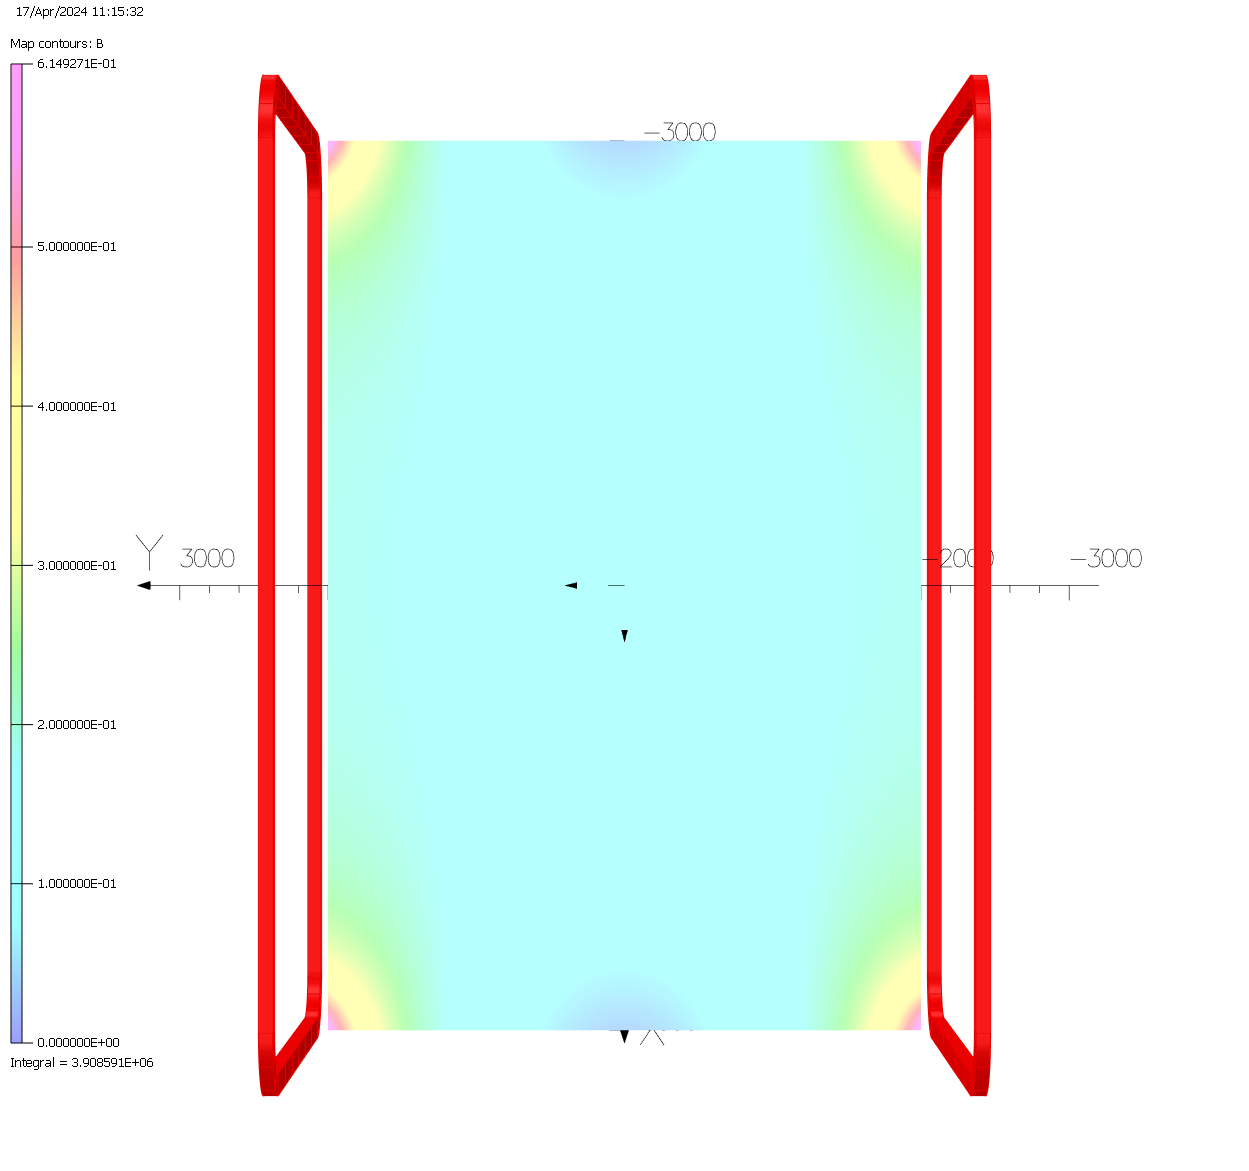 17/Apr/2024 11:15:32
Map contours: B
6.149271E-01
5.000000E-01
4.000000E-01
3.000000E-01
2.000000E-01
1.000000E-01
0.000000E+00
Integral = 3.908591E+06
-3000
Y 3000
-2000
-3000
X